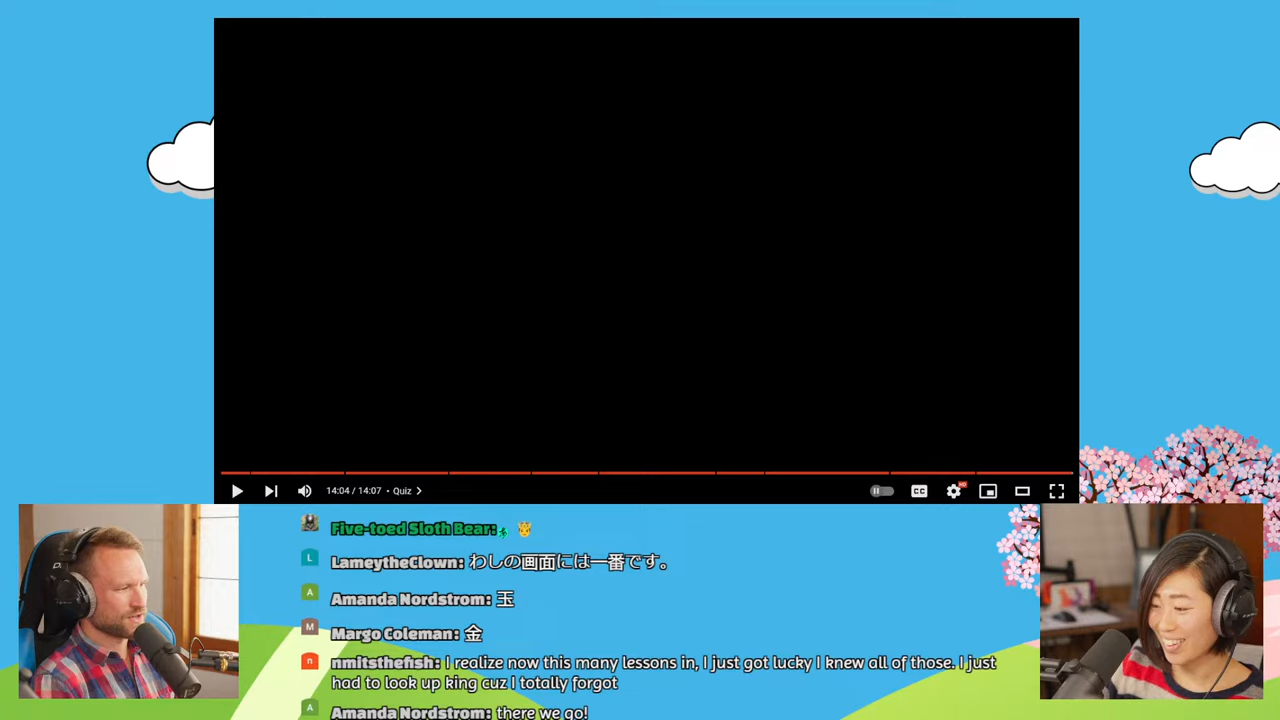 14:04 / 14:07 • Quiz
CC
HD
Five-toed Sloth Bear:
L
LameytheClown: わしの画面には一番です。
A
Amanda Nordstrom: 玉
M
Margo Coleman: 金
n
nmitsthefish: I realize now this many lessons in, I just got lucky I knew all of those. I just
had to look up king cuz I totally forgot
A
Amanda Nordstrom: there we go!